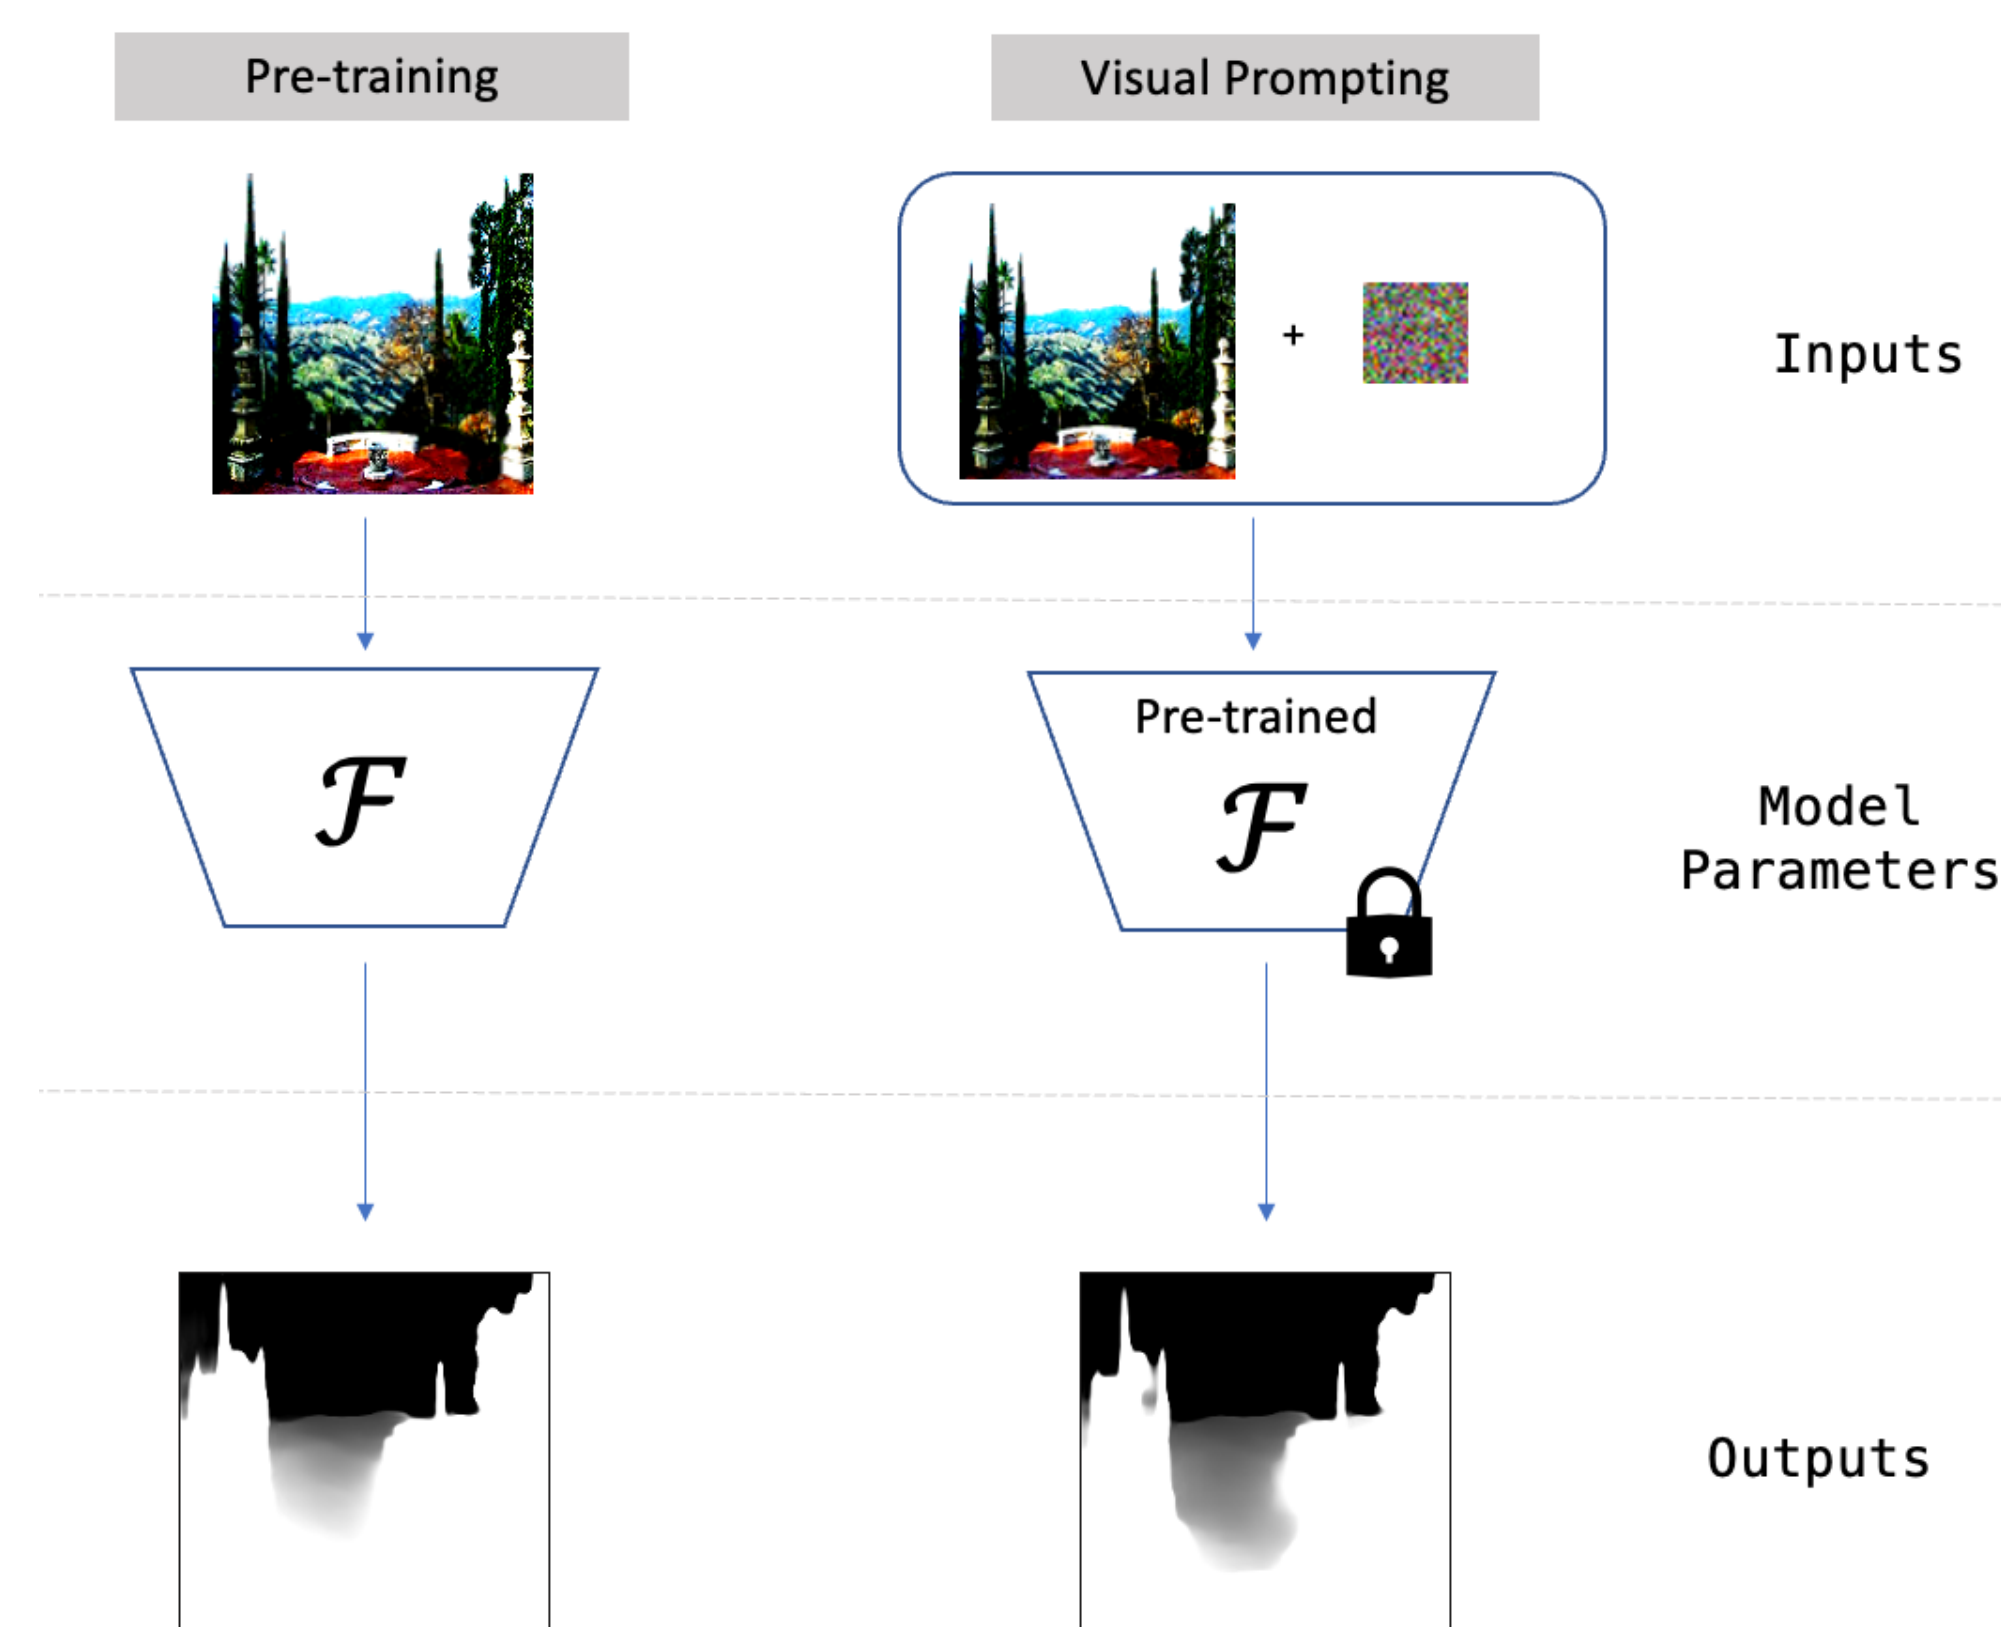 Pre-training
Visual Prompting
+
Inputs
ℱ
Pre-trained
ℱ
Model
Parameters
Outputs